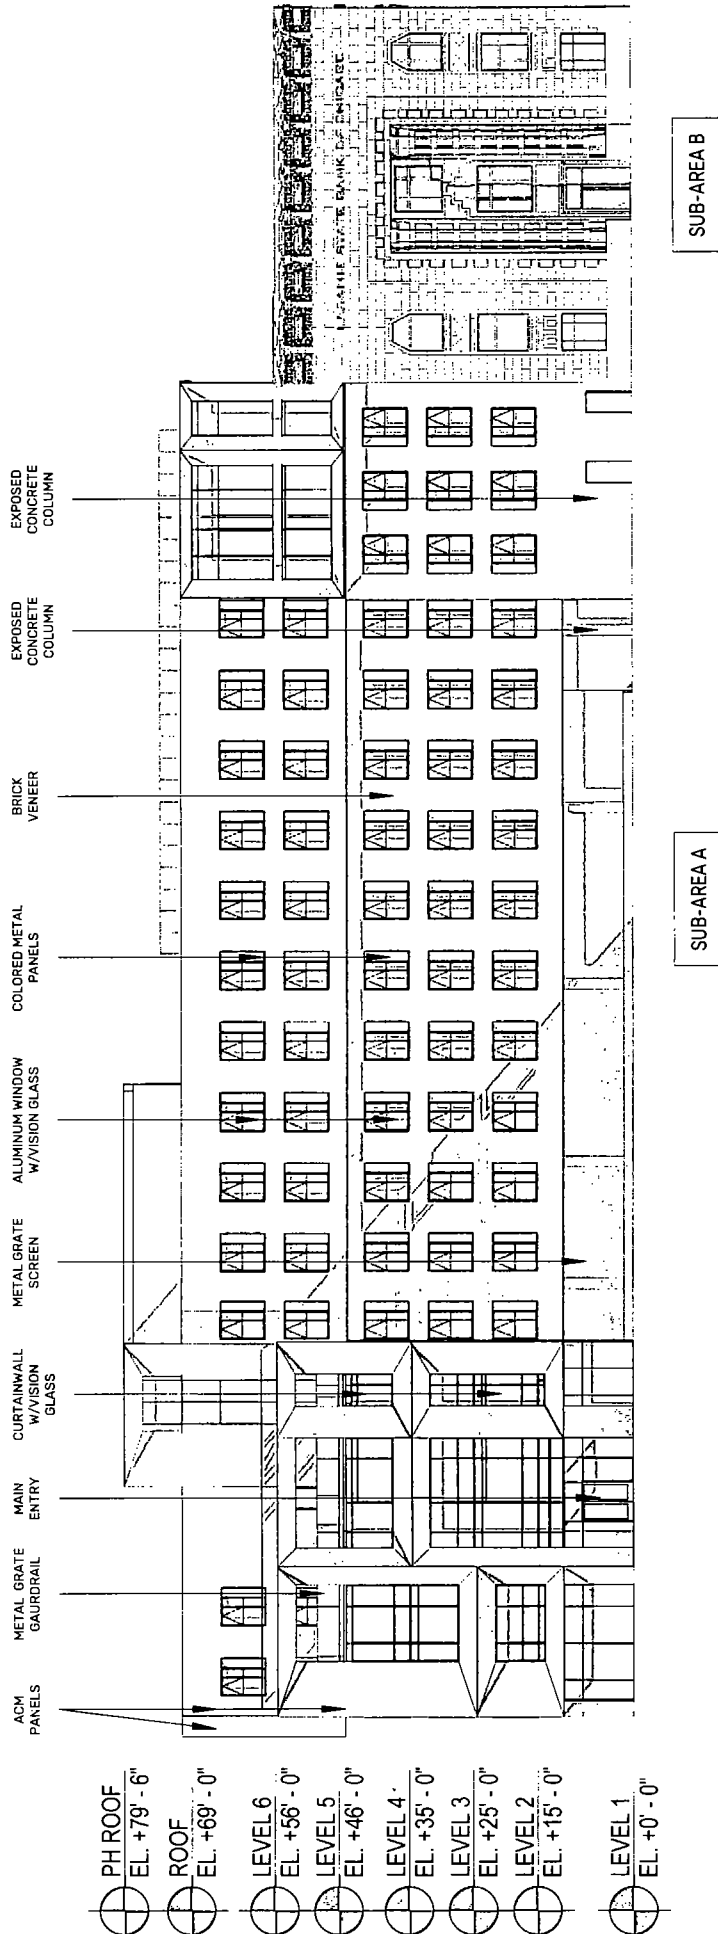 ACM
PANELS
METAL GRATE
GAURDRAIL
MAIN
ENTRY
CURTAINWALL
W/VISION
GLASS
METAL GRATE
SCREEN
ALUMINUM WINDOW
W/VISION GLASS
COLORED METAL
PANELS
BRICK
VENEER
EXPOSED
CONCRETE
COLUMN
EXPOSED
CONCRETE
COLUMN
PH ROOF
EL. +79' - 6"
ROOF
EL. +69' - 0"
LEVEL 6
EL. +56' - 0"
LEVEL 5
EL. +46' - 0"
LEVEL 4
EL. +35' - 0"
LEVEL 3
EL. +25' - 0"
LEVEL 2
EL. +15' - 0"
LEVEL 1
EL. +0' - 0"
STATE BANK OF
SUB-AREA A
SUB-AREA B